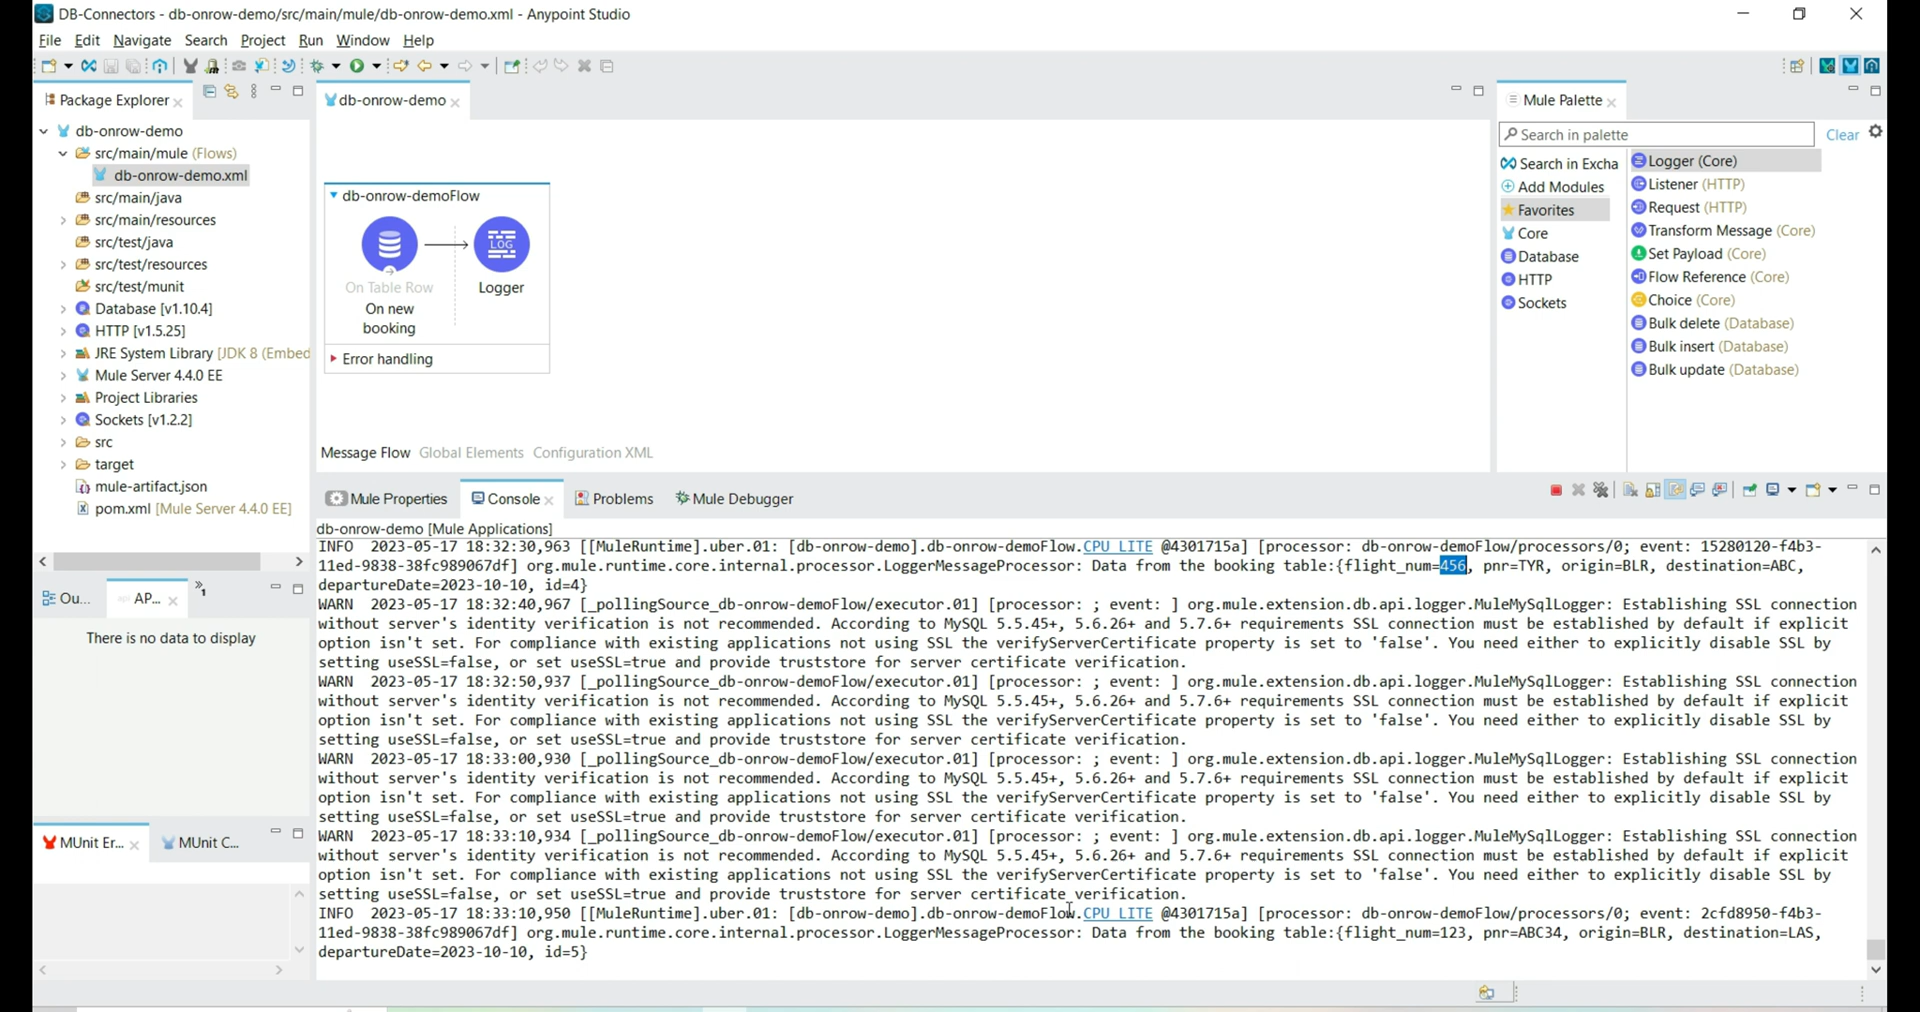 DB-Connectors - db-onrow-demo/src/main/mule/db-onrow-demo.xml - Anypoint Studio
File Edit Navigate Search Project Run Window Help
Package Explorer
db-onrow-demo
src/main/mule (Flows)
db-onrow-demo.xml
src/main/java
src/main/resources
src/test/java
src/test/resources
src/test/munit
Database [v1.10.4]
HTTP [v1.5.25]
JRE System Library [JDK 8 (Embed
Mule Server 4.4.0 EE
Project Libraries
Sockets [v1.2.2]
src
target
mule-artifact.json
pom.xml [Mule Server 4.4.0 EE]
Ou... AP... »1
There is no data to display
MUnit Er... MUnit C...
db-onrow-demo
db-onrow-demoFlow
LOG
On Table Row
Logger
On new
booking
Error handling
Message Flow Global Elements Configuration XML
Mule Palette
Search in palette
Clear
Search in Excha
Add Modules
Favorites
Core
Database
HTTP
Sockets
Logger (Core)
Listener (HTTP)
Request (HTTP)
Transform Message (Core)
Set Payload (Core)
Flow Reference (Core)
Choice (Core)
Bulk delete (Database)
Bulk insert (Database)
Bulk update (Database)
Mule Properties Console Problems Mule Debugger
db-onrow-demo [Mule Applications]
INFO 2023-05-17 18:32:30,963 [[MuleRuntime].uber.01: [db-onrow-demo].db-onrow-demoFlow.CPU_LITE @4301715a] [processor: db-onrow-demoFlow/processors/0; event: 15280120-f4b3-
11ed-9838-38fc989067df] org.mule.runtime.core.internal.processor.LoggerMessageProcessor: Data from the booking table:{flight_num=456, pnr=TYR, origin=BLR, destination=ABC,
departureDate=2023-10-10, id=4}
WARN 2023-05-17 18:32:40,967 [_pollingSource_db-onrow-demoFlow/executor.01] [processor: ; event: ] org.mule.extension.db.api.logger.MuleMySqlLogger: Establishing SSL connection
without server's identity verification is not recommended. According to MySQL 5.5.45+, 5.6.26+ and 5.7.6+ requirements SSL connection must be established by default if explicit
option isn't set. For compliance with existing applications not using SSL the verifyServerCertificate property is set to 'false'. You need either to explicitly disable SSL by
setting useSSL=false, or set useSSL=true and provide truststore for server certificate verification.
WARN 2023-05-17 18:32:50,937 [_pollingSource_db-onrow-demoFlow/executor.01] [processor: ; event: ] org.mule.extension.db.api.logger.MuleMySqlLogger: Establishing SSL connection
without server's identity verification is not recommended. According to MySQL 5.5.45+, 5.6.26+ and 5.7.6+ requirements SSL connection must be established by default if explicit
option isn't set. For compliance with existing applications not using SSL the verifyServerCertificate property is set to 'false'. You need either to explicitly disable SSL by
setting useSSL=false, or set useSSL=true and provide truststore for server certificate verification.
WARN 2023-05-17 18:33:00,930 [_pollingSource_db-onrow-demoFlow/executor.01] [processor: ; event: ] org.mule.extension.db.api.logger.MuleMySqlLogger: Establishing SSL connection
without server's identity verification is not recommended. According to MySQL 5.5.45+, 5.6.26+ and 5.7.6+ requirements SSL connection must be established by default if explicit
option isn't set. For compliance with existing applications not using SSL the verifyServerCertificate property is set to 'false'. You need either to explicitly disable SSL by
setting useSSL=false, or set useSSL=true and provide truststore for server certificate verification.
WARN 2023-05-17 18:33:10,934 [_pollingSource_db-onrow-demoFlow/executor.01] [processor: ; event: ] org.mule.extension.db.api.logger.MuleMySqlLogger: Establishing SSL connection
without server's identity verification is not recommended. According to MySQL 5.5.45+, 5.6.26+ and 5.7.6+ requirements SSL connection must be established by default if explicit
option isn't set. For compliance with existing applications not using SSL the verifyServerCertificate property is set to 'false'. You need either to explicitly disable SSL by
setting useSSL=false, or set useSSL=true and provide truststore for server certificate verification.
INFO 2023-05-17 18:33:10,950 [[MuleRuntime].uber.01: [db-onrow-demo].db-onrow-demoFlow.CPU_LITE @4301715a] [processor: db-onrow-demoFlow/processors/0; event: 2cfd8950-f4b3-
11ed-9838-38fc989067df] org.mule.runtime.core.internal.processor.LoggerMessageProcessor: Data from the booking table:{flight_num=123, pnr=ABC34, origin=BLR, destination=LAS,
departureDate=2023-10-10, id=5}